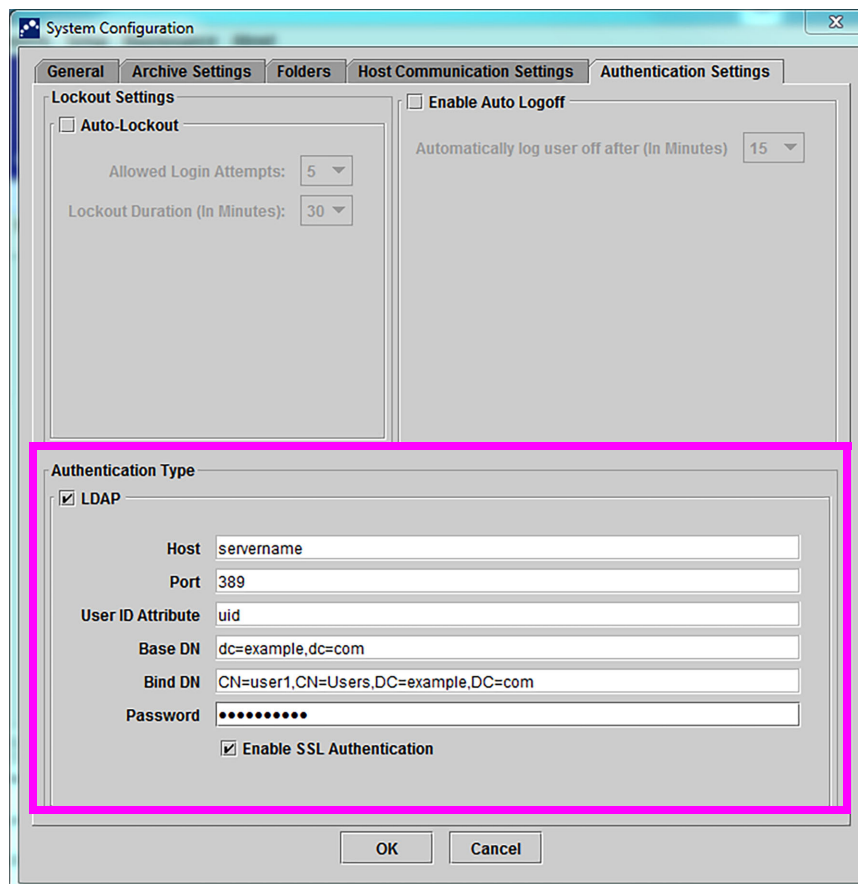 System Configuration
General Archive Settings Folders Host Communication Settings Authentication Settings
Lockout Settings
Auto-Lockout
Allowed Login Attempts: 5
Lockout Duration (In Minutes): 30
Enable Auto Logoff
Automatically log user off after (In Minutes) 15
Authentication Type
LDAP
Host servername
Port 389
User ID Attribute uid
Base DN dc=example,dc=com
Bind DN CN=user1,CN=Users,DC=example,DC=com
Password ••••••••••
Enable SSL Authentication
OK Cancel